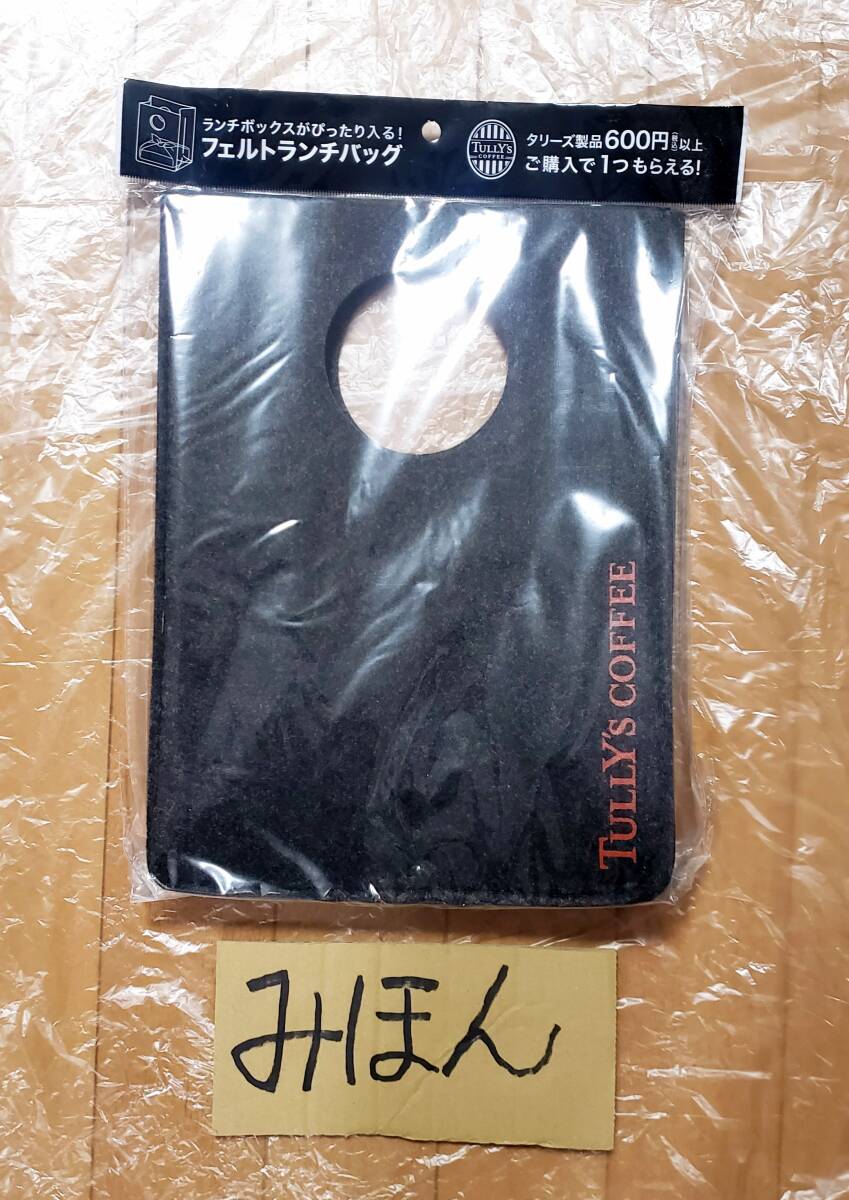 ランチボックスがぴったり入る!
フェルトランチバッグ
TULLY'S
COFFEE
タリーズ製品600円(税込)以上
ご購入で1つもらえる!
TULLY'S COFFEE
みほん